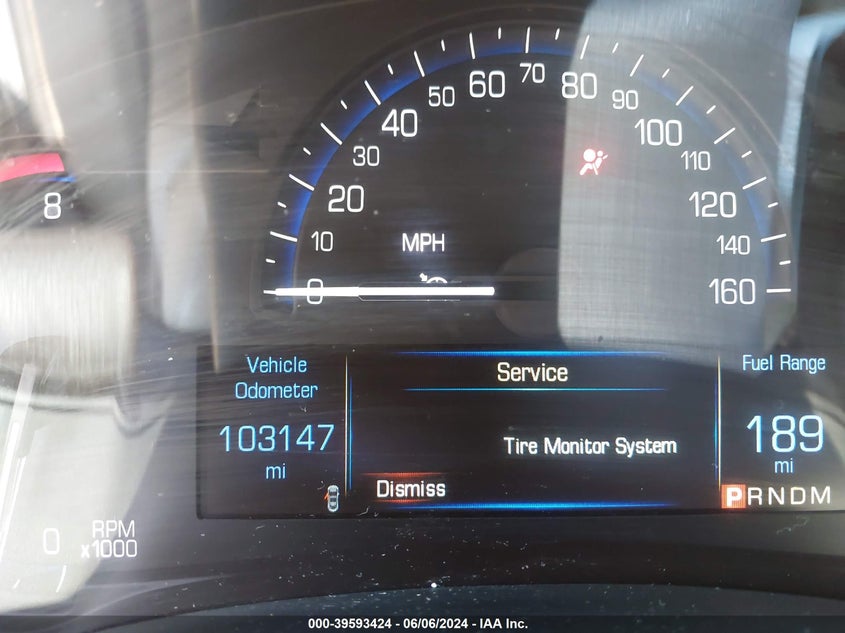 60 70 80
50 90
40 100
30 110
8 20 120
10 MPH 140
0 160
Vehicle
Odometer
103147
mi
Service
Tire Monitor System
Dismiss
Fuel Range
189
mi
PRNDM
0 RPM
x1000
000-39593424 - 06/06/2024 - IAA Inc.